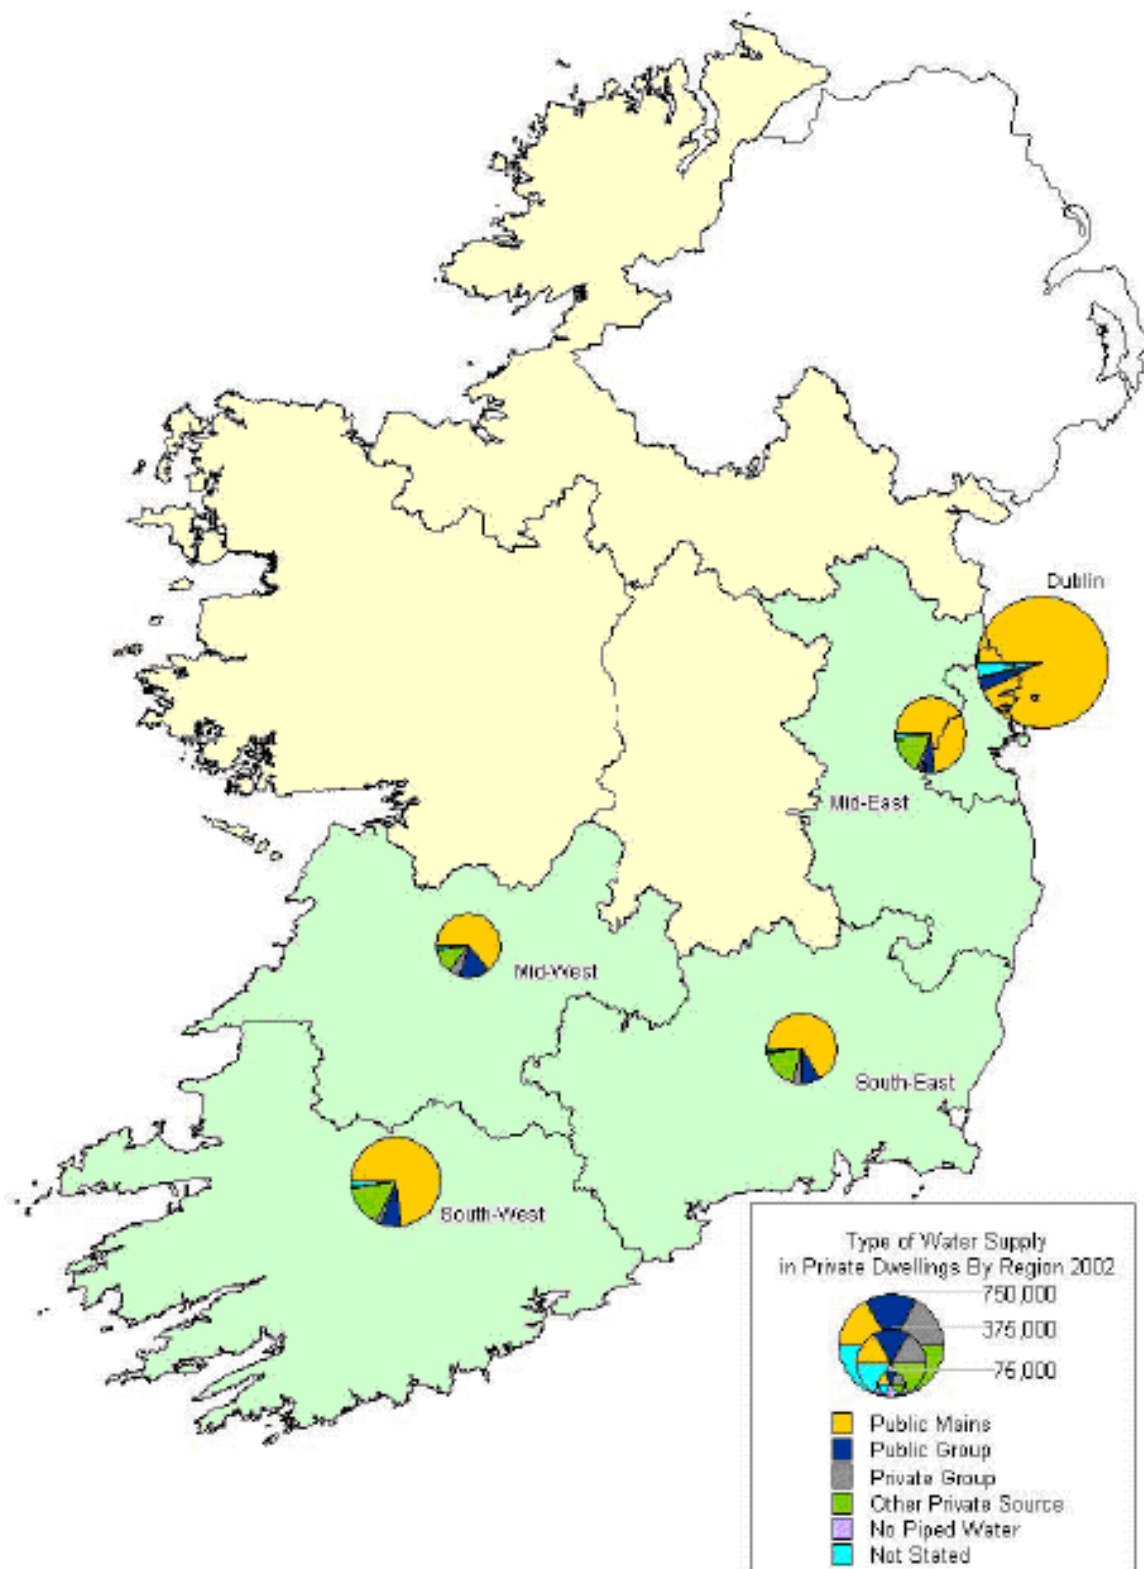 Dublin
Mid-East
Mid-West
South-East
South-West
Type of Water Supply
in Private Dwellings By Region 2002
750,000
375,000
75,000
Public Mains
Public Group
Private Group
Other Private Source
No Piped Water
Not Stated